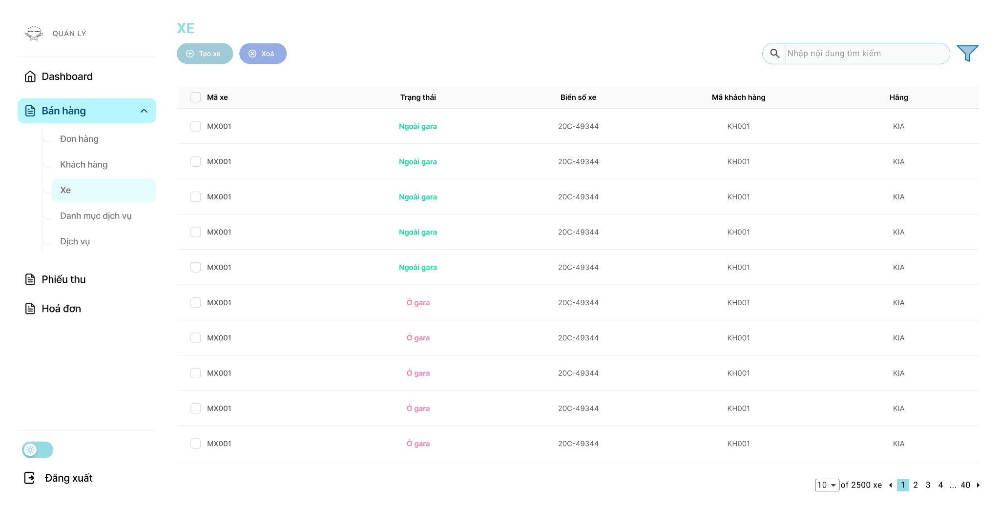 QUẢN LÝ
Dashboard
Bán hàng
Đơn hàng
Khách hàng
Xe
Danh mục dịch vụ
Dịch vụ
Phiếu thu
Hoá đơn
Đăng xuất
XE
Tạo xe Xoá
Nhập nội dung tìm kiếm
Mã xe Trạng thái Biển số xe Mã khách hàng Hãng
MX001 Ngoài gara 20C-49344 KH001 KIA
MX001 Ngoài gara 20C-49344 KH001 KIA
MX001 Ngoài gara 20C-49344 KH001 KIA
MX001 Ngoài gara 20C-49344 KH001 KIA
MX001 Ngoài gara 20C-49344 KH001 KIA
MX001 Ở gara 20C-49344 KH001 KIA
MX001 Ở gara 20C-49344 KH001 KIA
MX001 Ở gara 20C-49344 KH001 KIA
MX001 Ở gara 20C-49344 KH001 KIA
MX001 Ở gara 20C-49344 KH001 KIA
10 of 2500 xe 1 2 3 4 ... 40